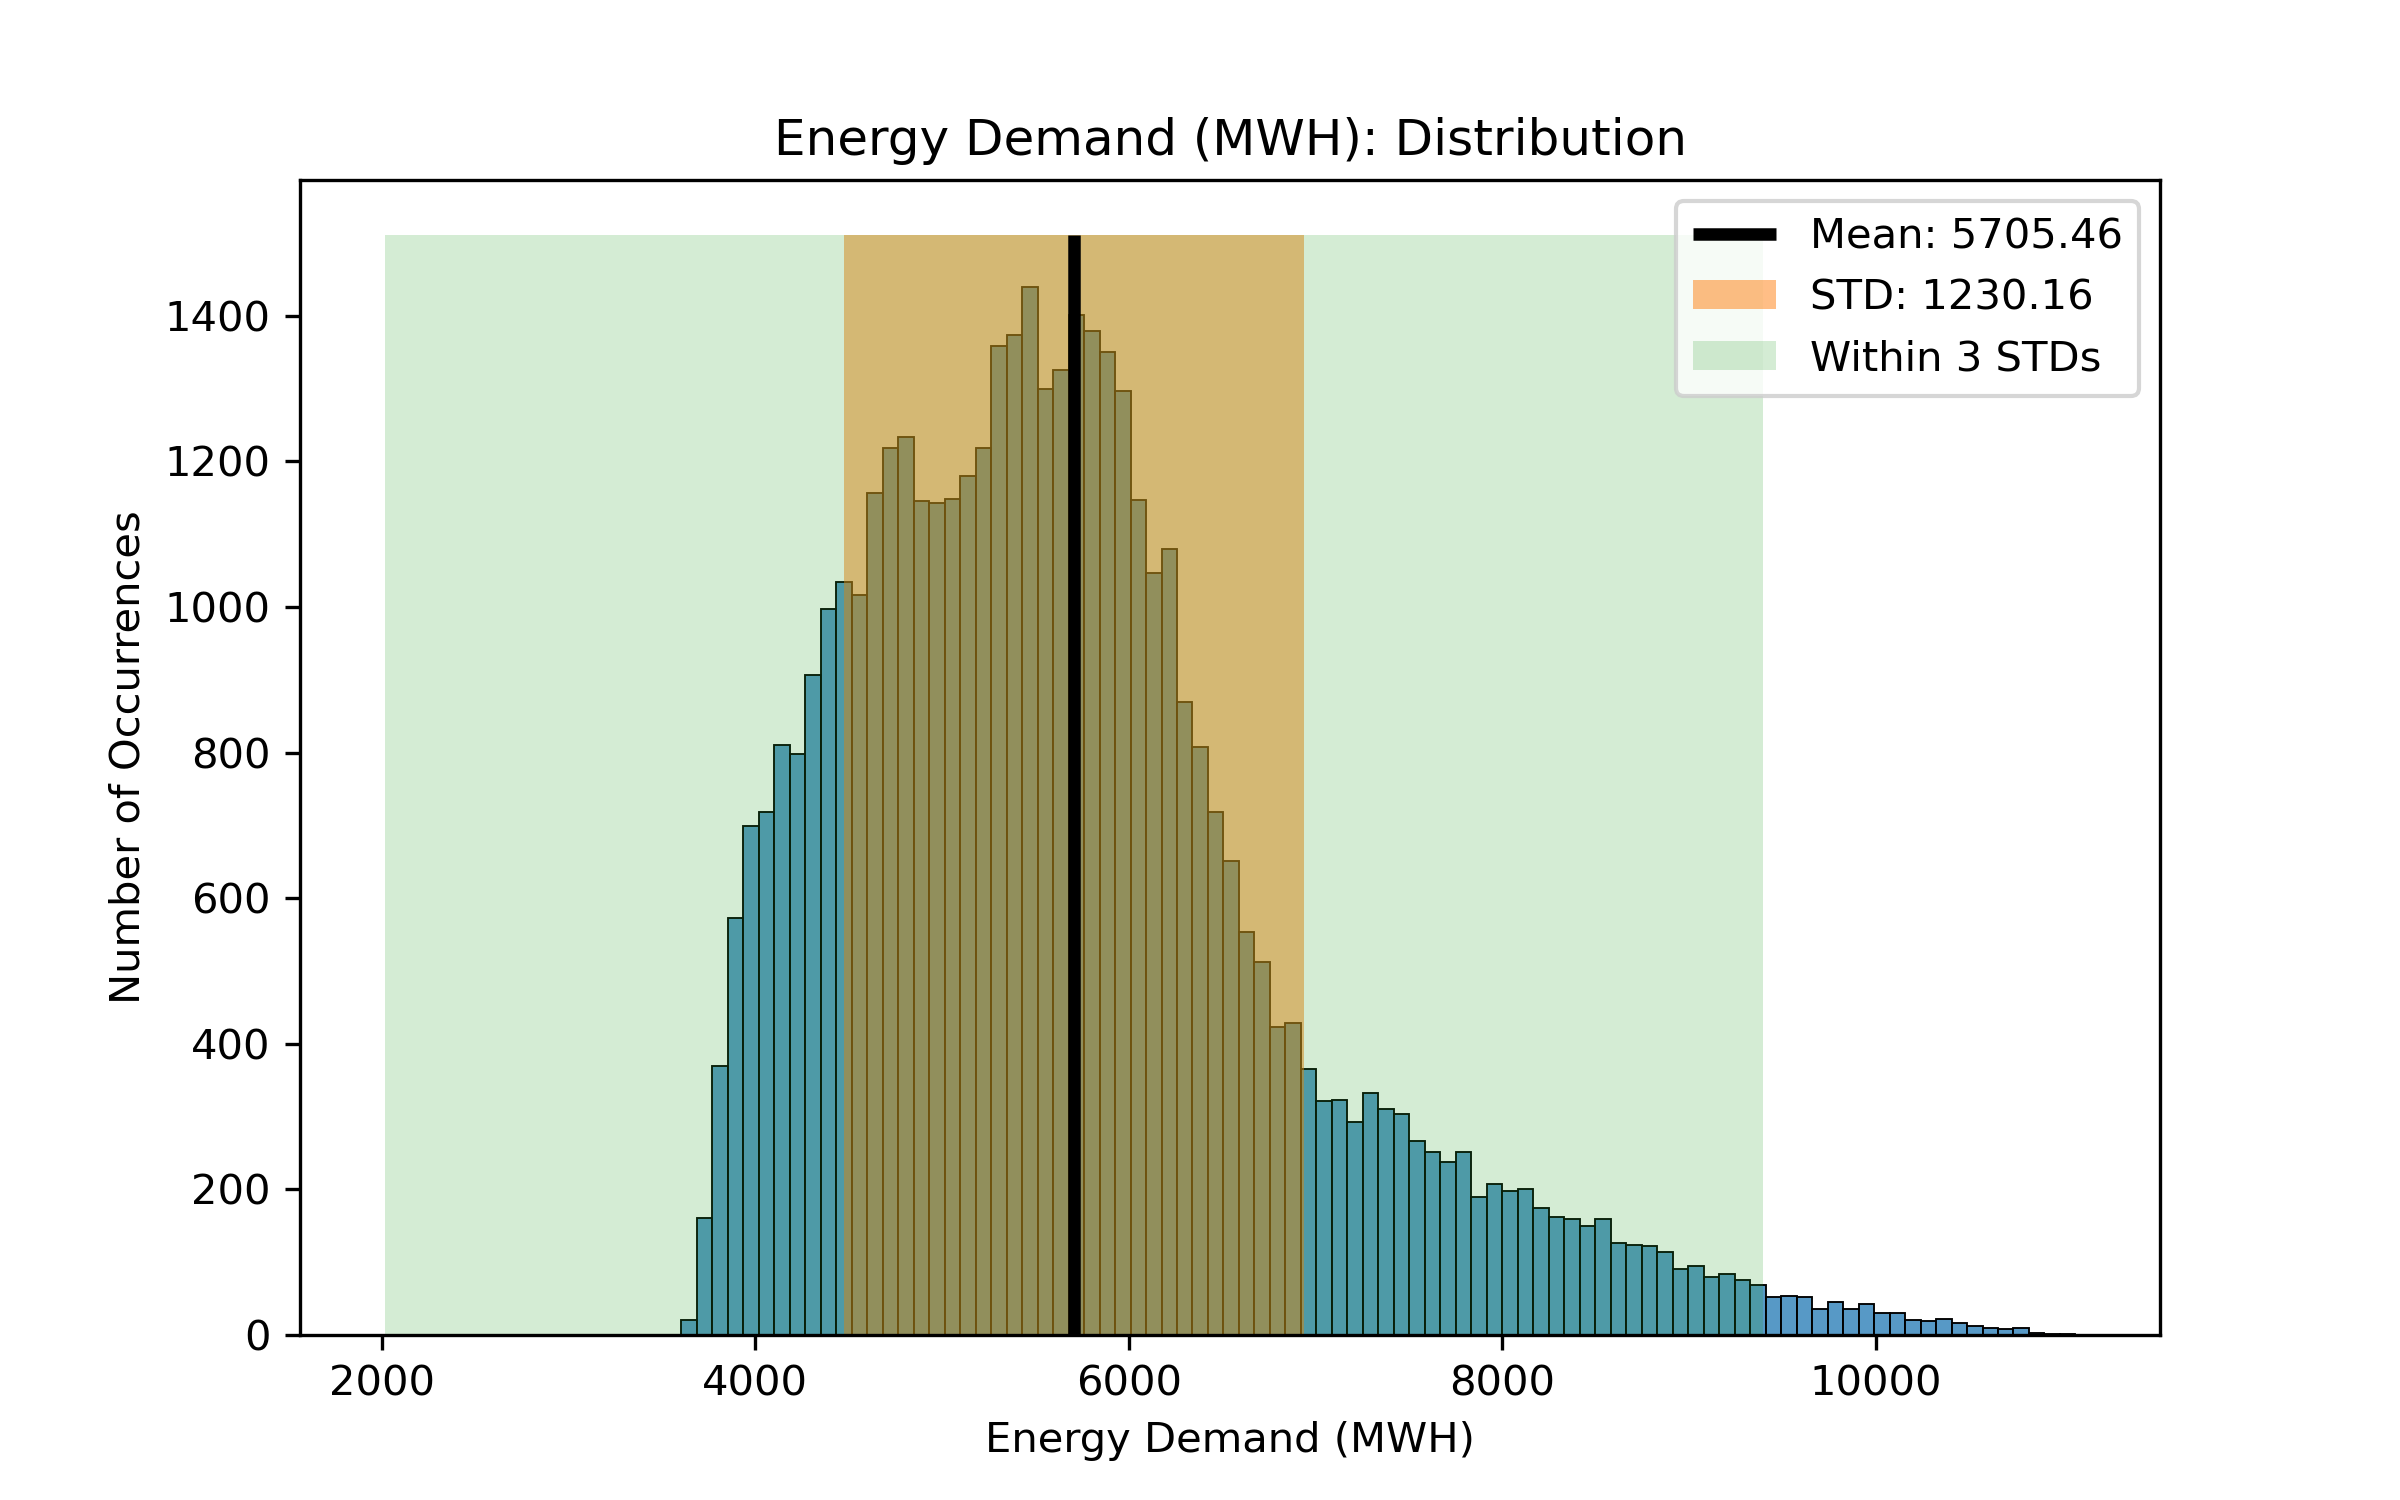 Energy Demand (MWH): Distribution
Mean: 5705.46
STD: 1230.16
Within 3 STDs
Number of Occurrences
1400
1200
1000
800
600
400
200
0
2000 4000 6000 8000 10000
Energy Demand (MWH)